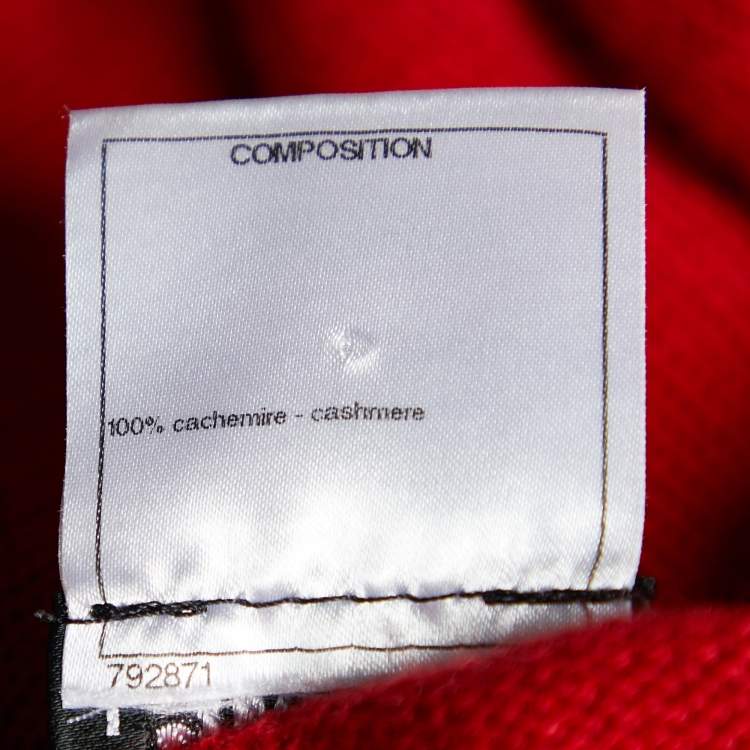 COMPOSITION
100% cachemire - cashmere
792871